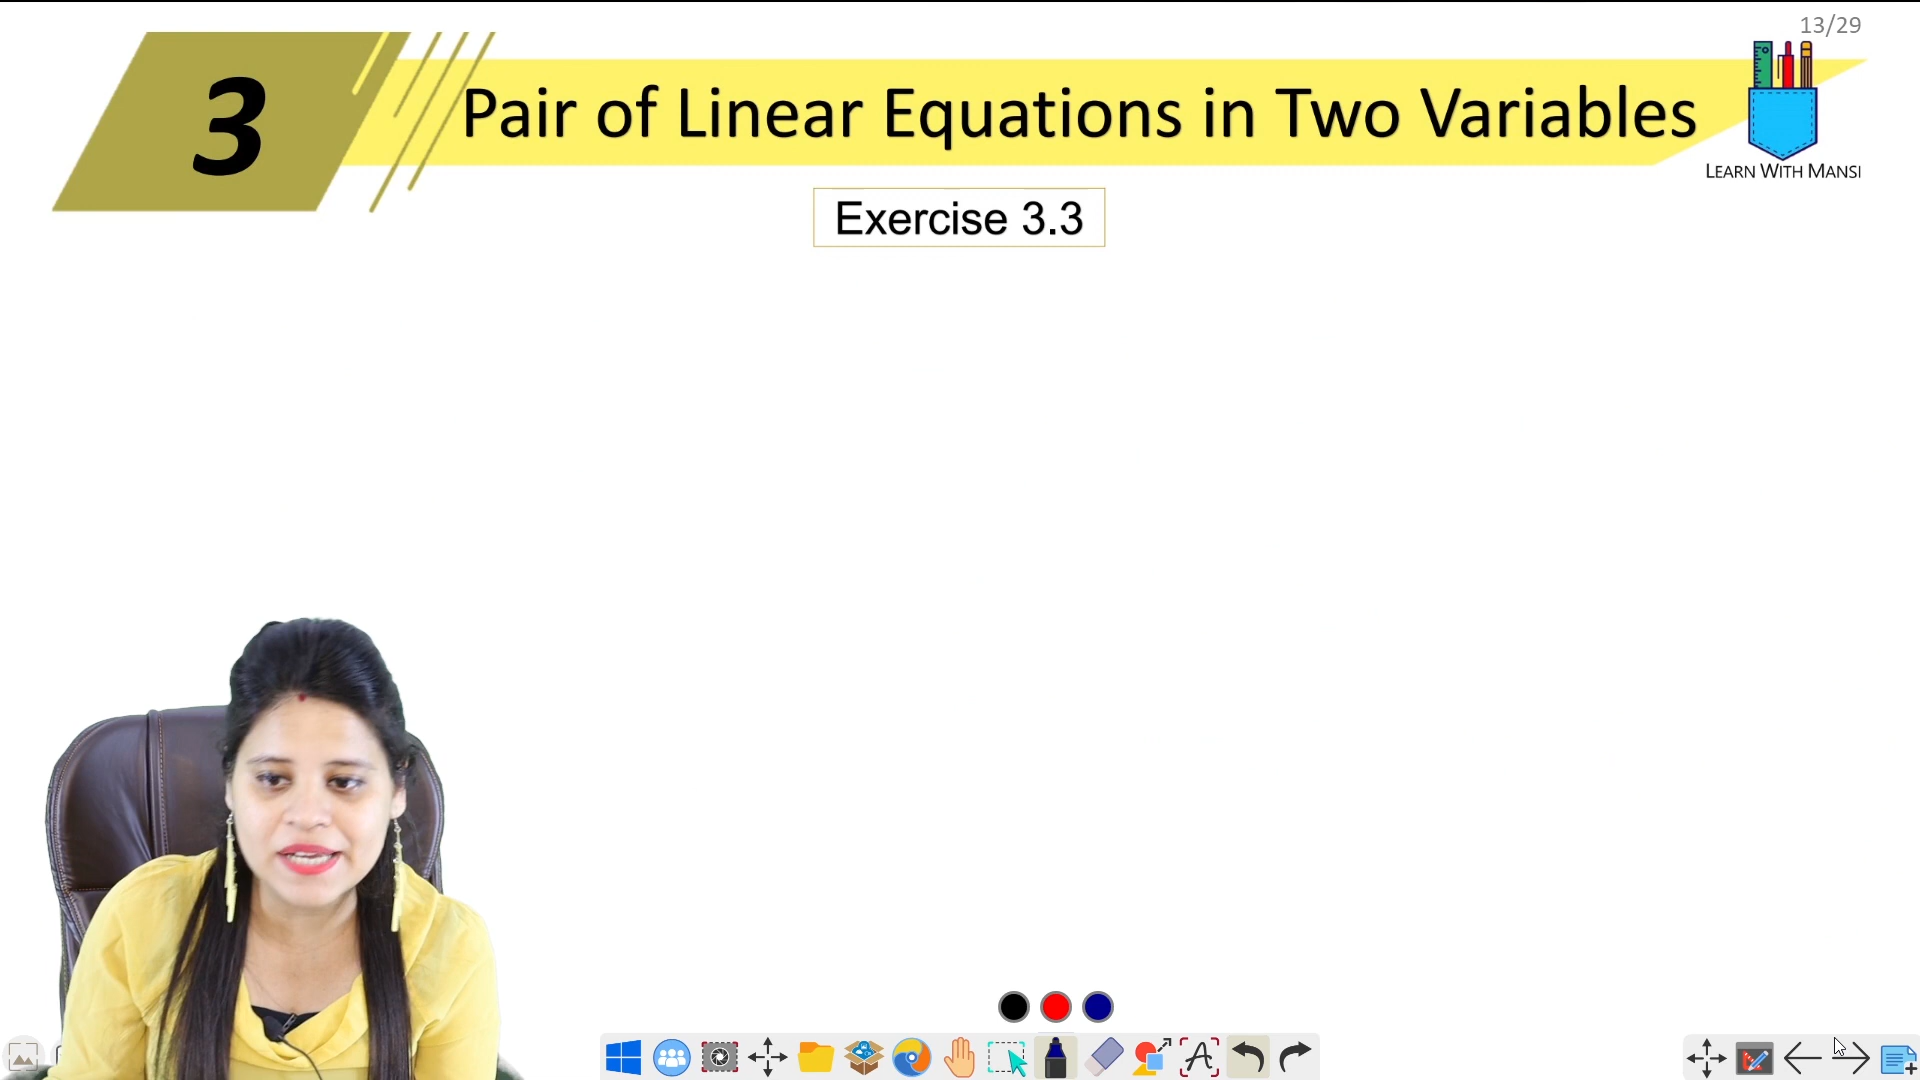 13/29
3
Pair of Linear Equations in Two Variables
LEARN WITH MANSI
Exercise 3.3